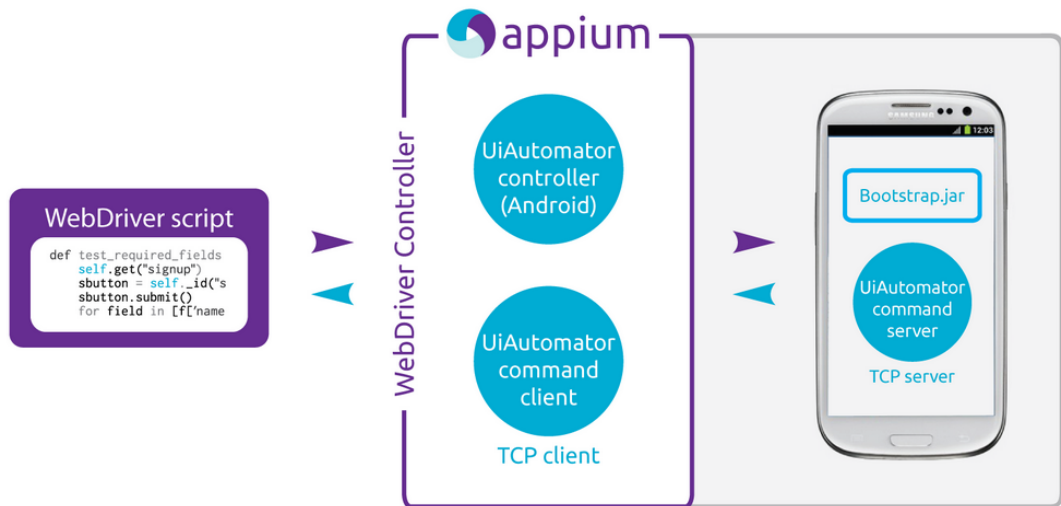 appium
WebDriver script
def test_required_fields
self.get("signup")
sbutton = self._id("s
sbutton.submit()
for field in [f['name
WebDriver Controller
UiAutomator
controller
(Android)
UiAutomator
command
client
TCP client
SAMSUNG
12:03
Bootstrap.jar
UiAutomator
command
server
TCP server